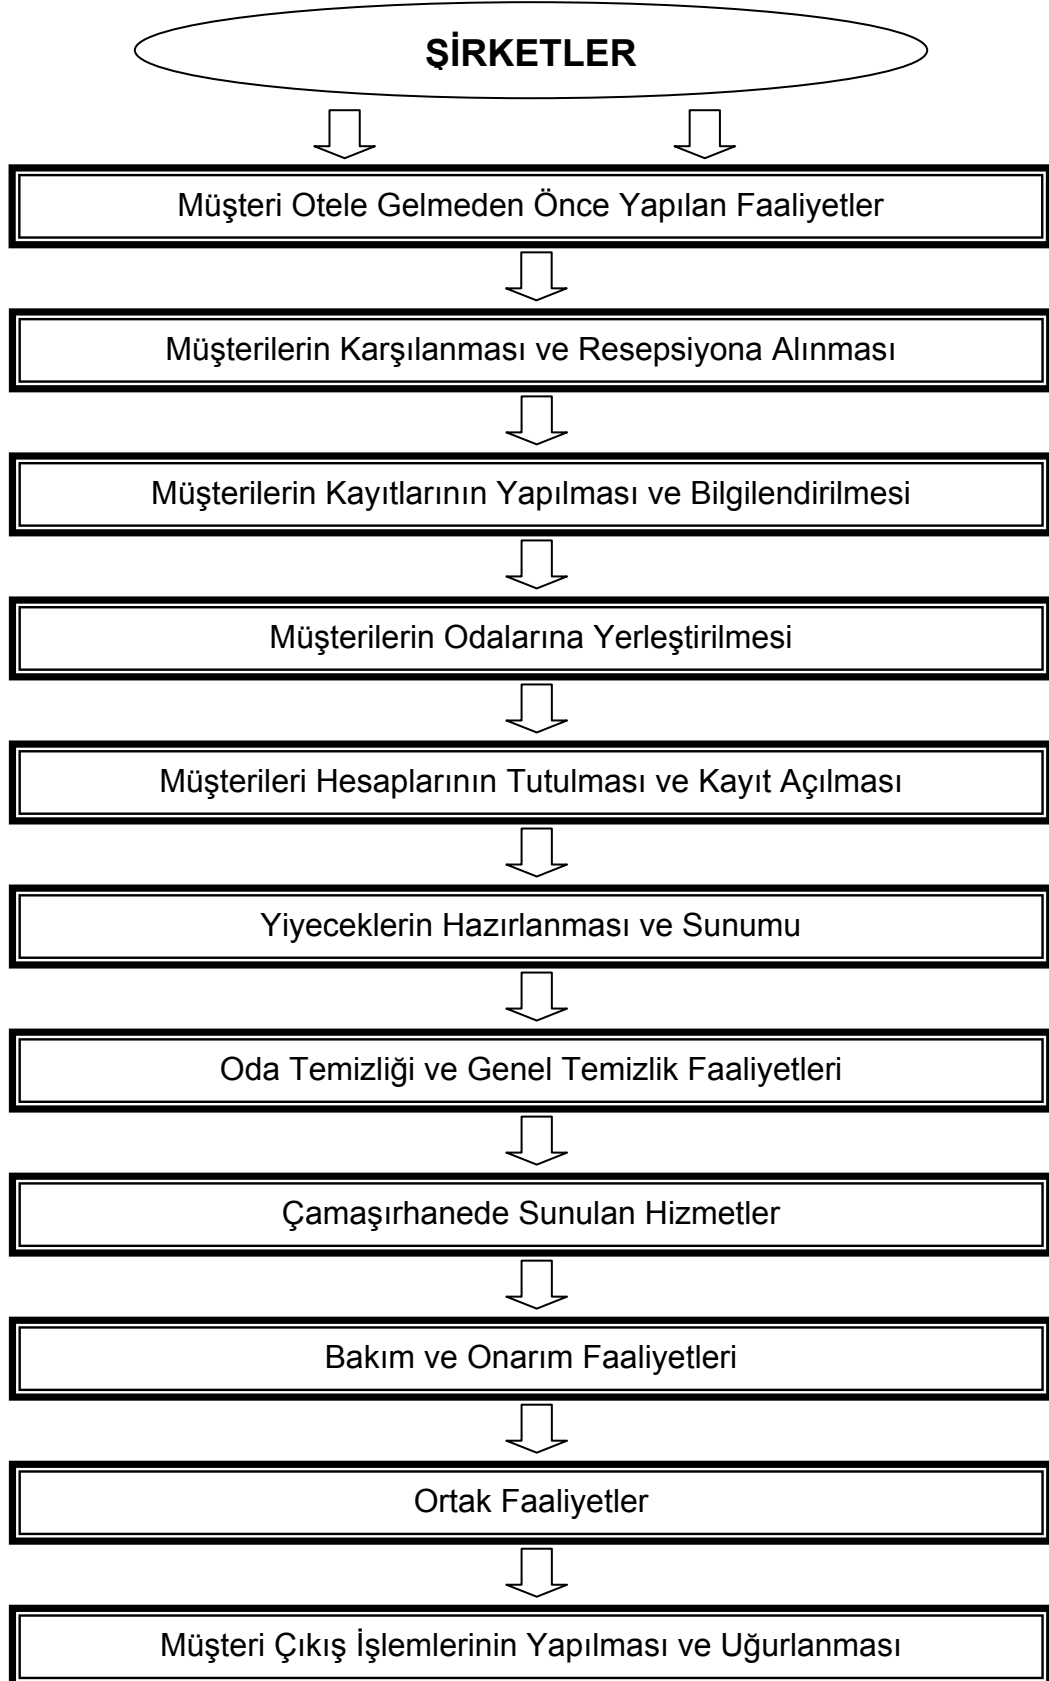 ŞİRKETLER
Müşteri Otele Gelmeden Önce Yapılan Faaliyetler
Müşterilerin Karşılanması ve Resepsiyona Alınması
Müşterilerin Kayıtlarının Yapılması ve Bilgilendirilmesi
Müşterilerin Odalarına Yerleştirilmesi
Müşterileri Hesaplarının Tutulması ve Kayıt Açılması
Yiyeceklerin Hazırlanması ve Sunumu
Oda Temizliği ve Genel Temizlik Faaliyetleri
Çamaşırhanede Sunulan Hizmetler
Bakım ve Onarım Faaliyetleri
Ortak Faaliyetler
Müşteri Çıkış İşlemlerinin Yapılması ve Uğurlanması